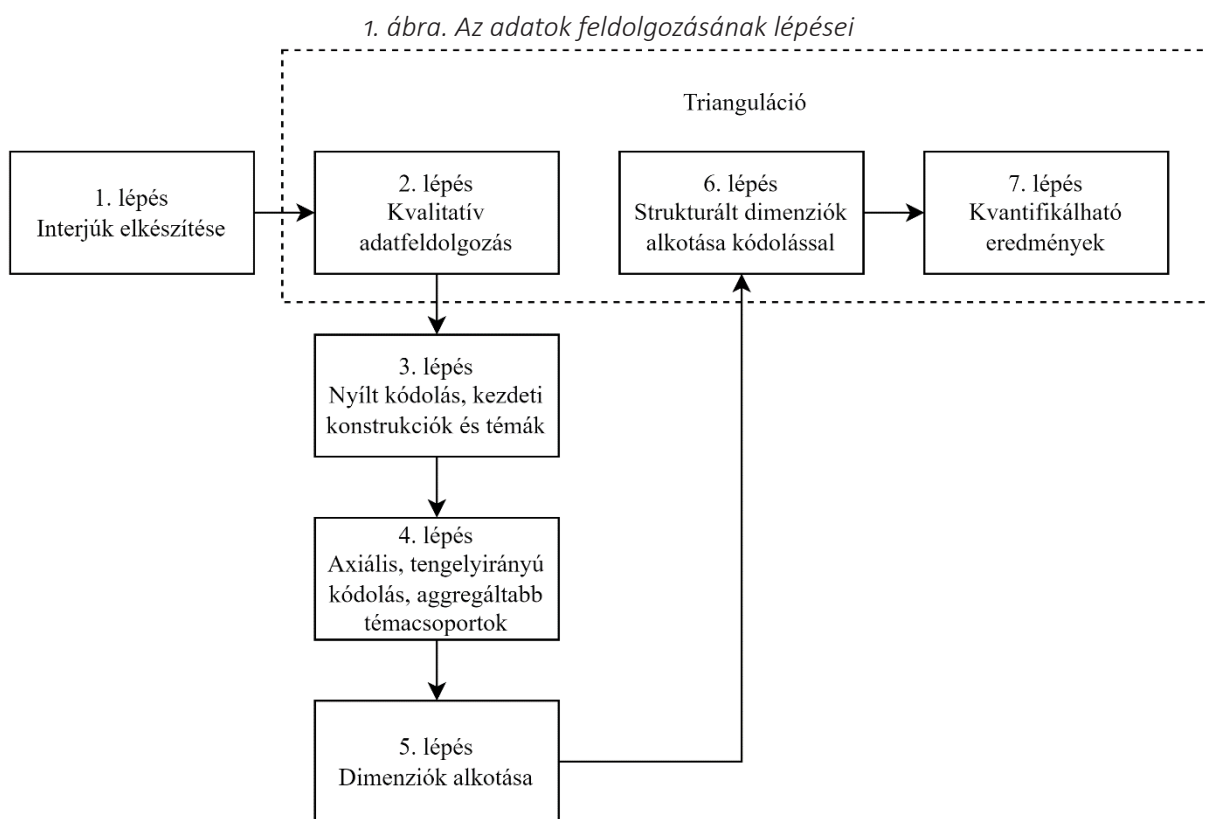 1. ábra. Az adatok feldolgozásának lépései
Trianguláció
1. lépés
Interjúk elkészítése
2. lépés
Kvalitatív
adatfeldolgozás
6. lépés
Strukturált dimenziók
alkotása kódolással
7. lépés
Kvantifikálható
eredmények
3. lépés
Nyílt kódolás, kezdeti
konstrukciók és témák
4. lépés
Axiális, tengelyirányú
kódolás, aggregáltabb
témacsoportok
5. lépés
Dimenziók alkotása